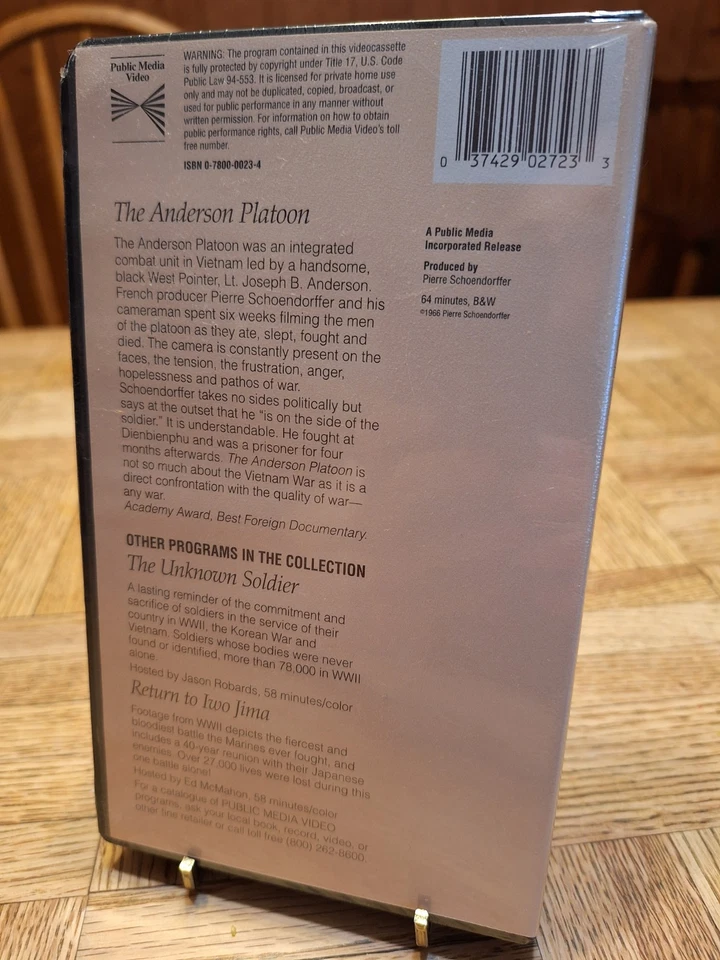 Public Media
Video
WARNING: The program contained in this videocassette
is fully protected by copyright under Title 17, U.S. Code
Public Law 94-553. It is licensed for private home use
only and may not be duplicated, copied, broadcast, or
used for public performance in any manner without
written permission. For information on how to obtain
public performance rights, call Public Media Video's toll
free number.
ISBN 0-7800-0023-4
0 37429 02723 3
The Anderson Platoon
The Anderson Platoon was an integrated
combat unit in Vietnam led by a handsome,
black West Pointer, Lt. Joseph B. Anderson.
French producer Pierre Schoendorffer and his
cameraman spent six weeks filming the men
of the platoon as they ate, slept, fought and
died. The camera is constantly present on the
faces, the tension, the frustration, anger,
hopelessness and pathos of war.
Schoendorffer takes no sides politically but
says at the outset that he "is on the side of the
soldier." It is understandable. He fought at
Dienbienphu and was a prisoner for four
months afterwards. The Anderson Platoon is
not so much about the Vietnam War as it is a
direct confrontation with the quality of war—
any war.
Academy Award, Best Foreign Documentary.
A Public Media
Incorporated Release
Produced by
Pierre Schoendorffer
64 minutes, B&W
©1966 Pierre Schoendorffer
OTHER PROGRAMS IN THE COLLECTION
The Unknown Soldier
A lasting reminder of the commitment and
sacrifice of soldiers in the service of their
country in WWII, the Korean War and
Vietnam. Soldiers whose bodies were never
found or identified, more than 78,000 in WWII
alone.
Hosted by Jason Robards, 58 minutes/color
Return to Iwo Jima
Footage from WWII depicts the fiercest and
bloodiest battle the Marines ever fought, and
includes a 40-year reunion with their Japanese
enemies. Over 27,000 lives were lost during this
one battle alone!
Hosted by Ed McMahon, 58 minutes/color
For a catalogue of PUBLIC MEDIA VIDEO
programs, ask your local book, record, video, or
other fine retailer or call toll free (800) 262-8600.